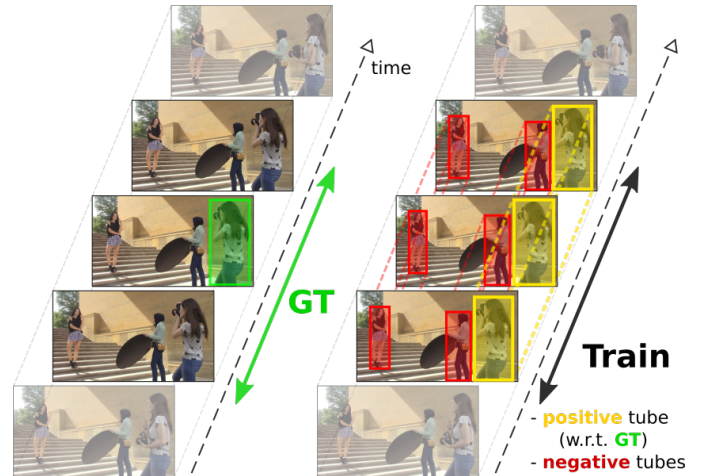 time
GT
Train
- positive tube
(w.r.t. GT)
- negative tubes